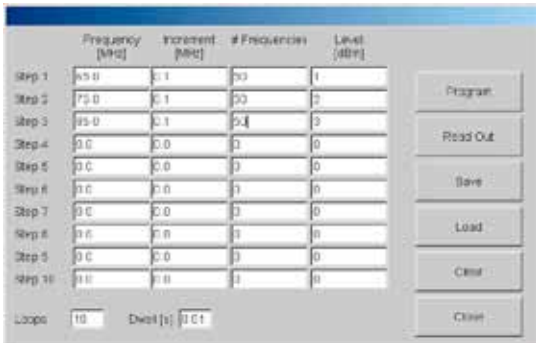 Frequency [MHz] Increment [MHz] # Frequencies Level [dBm]
Step 1 65.0 0.1 50 1
Step 2 75.0 0.1 50 2
Step 3 85.0 0.1 50 3
Step 4 0.0 0.0 0 0
Step 5 0.0 0.0 0 0
Step 6 0.0 0.0 0 0
Step 7 0.0 0.0 0 0
Step 8 0.0 0.0 0 0
Step 9 0.0 0.0 0 0
Step 10 0.0 0.0 0 0
Loops 10 Dwell [s] 0.01
Program
Read Out
Save
Load
Clear
Close